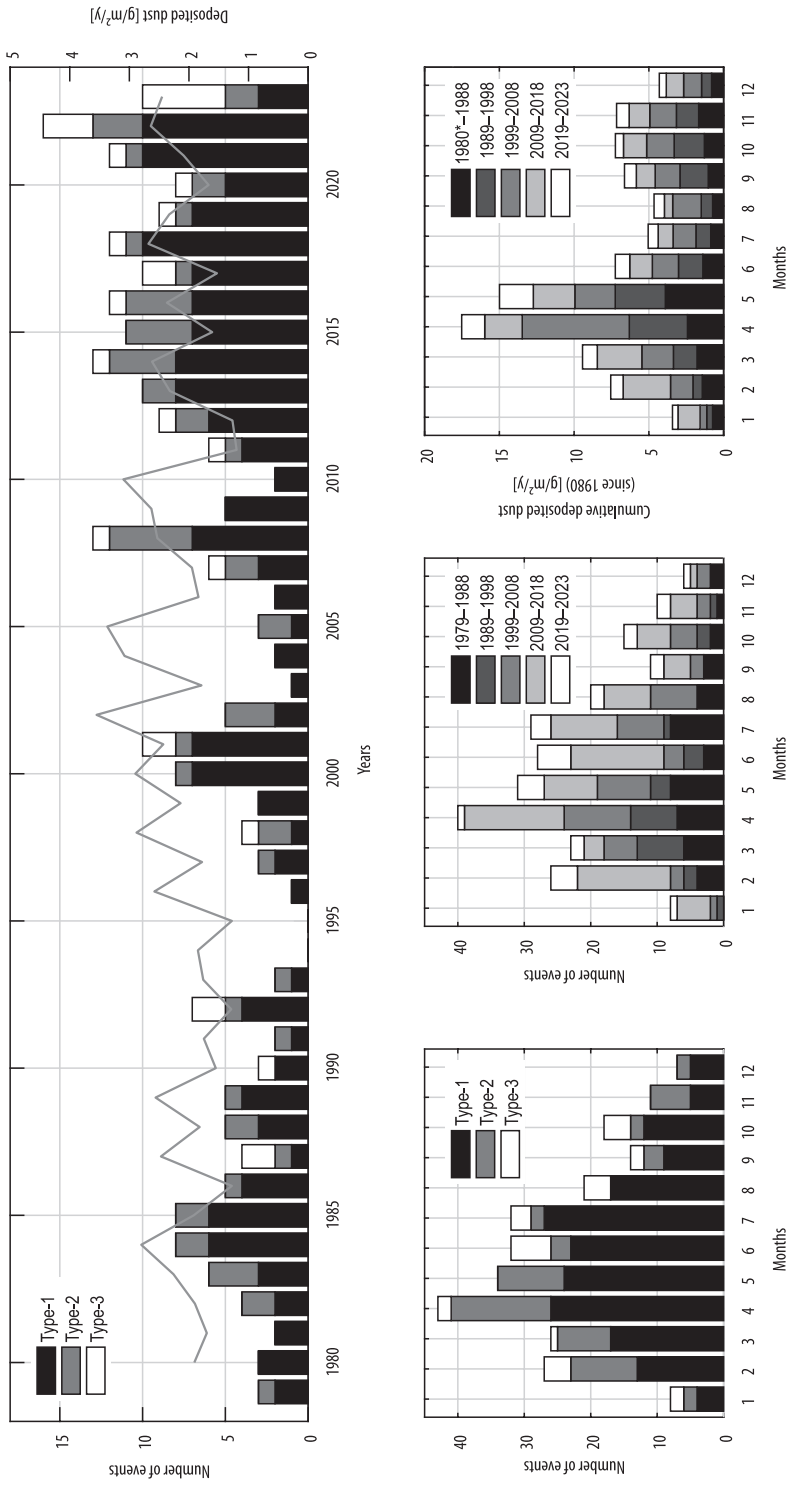 Type-1
Type-2
Type-3
Number of events
0
5
10
15
Deposited dust [g/m²/y]
0
1
2
3
4
5
1980
1985
1990
1995
2000
2005
2010
2015
2020
Years
Type-1
Type-2
Type-3
Number of events
0
10
20
30
40
1 2 3 4 5 6 7 8 9 10 11 12
Months
1979–1988
1989–1998
1999–2008
2009–2018
2019–2023
Number of events
0
10
20
30
40
1 2 3 4 5 6 7 8 9 10 11 12
Months
1980*–1988
1989–1998
1999–2008
2009–2018
2019–2023
Cumulative deposited dust
(since 1980) [g/m²/y]
0
5
10
15
20
1 2 3 4 5 6 7 8 9 10 11 12
Months